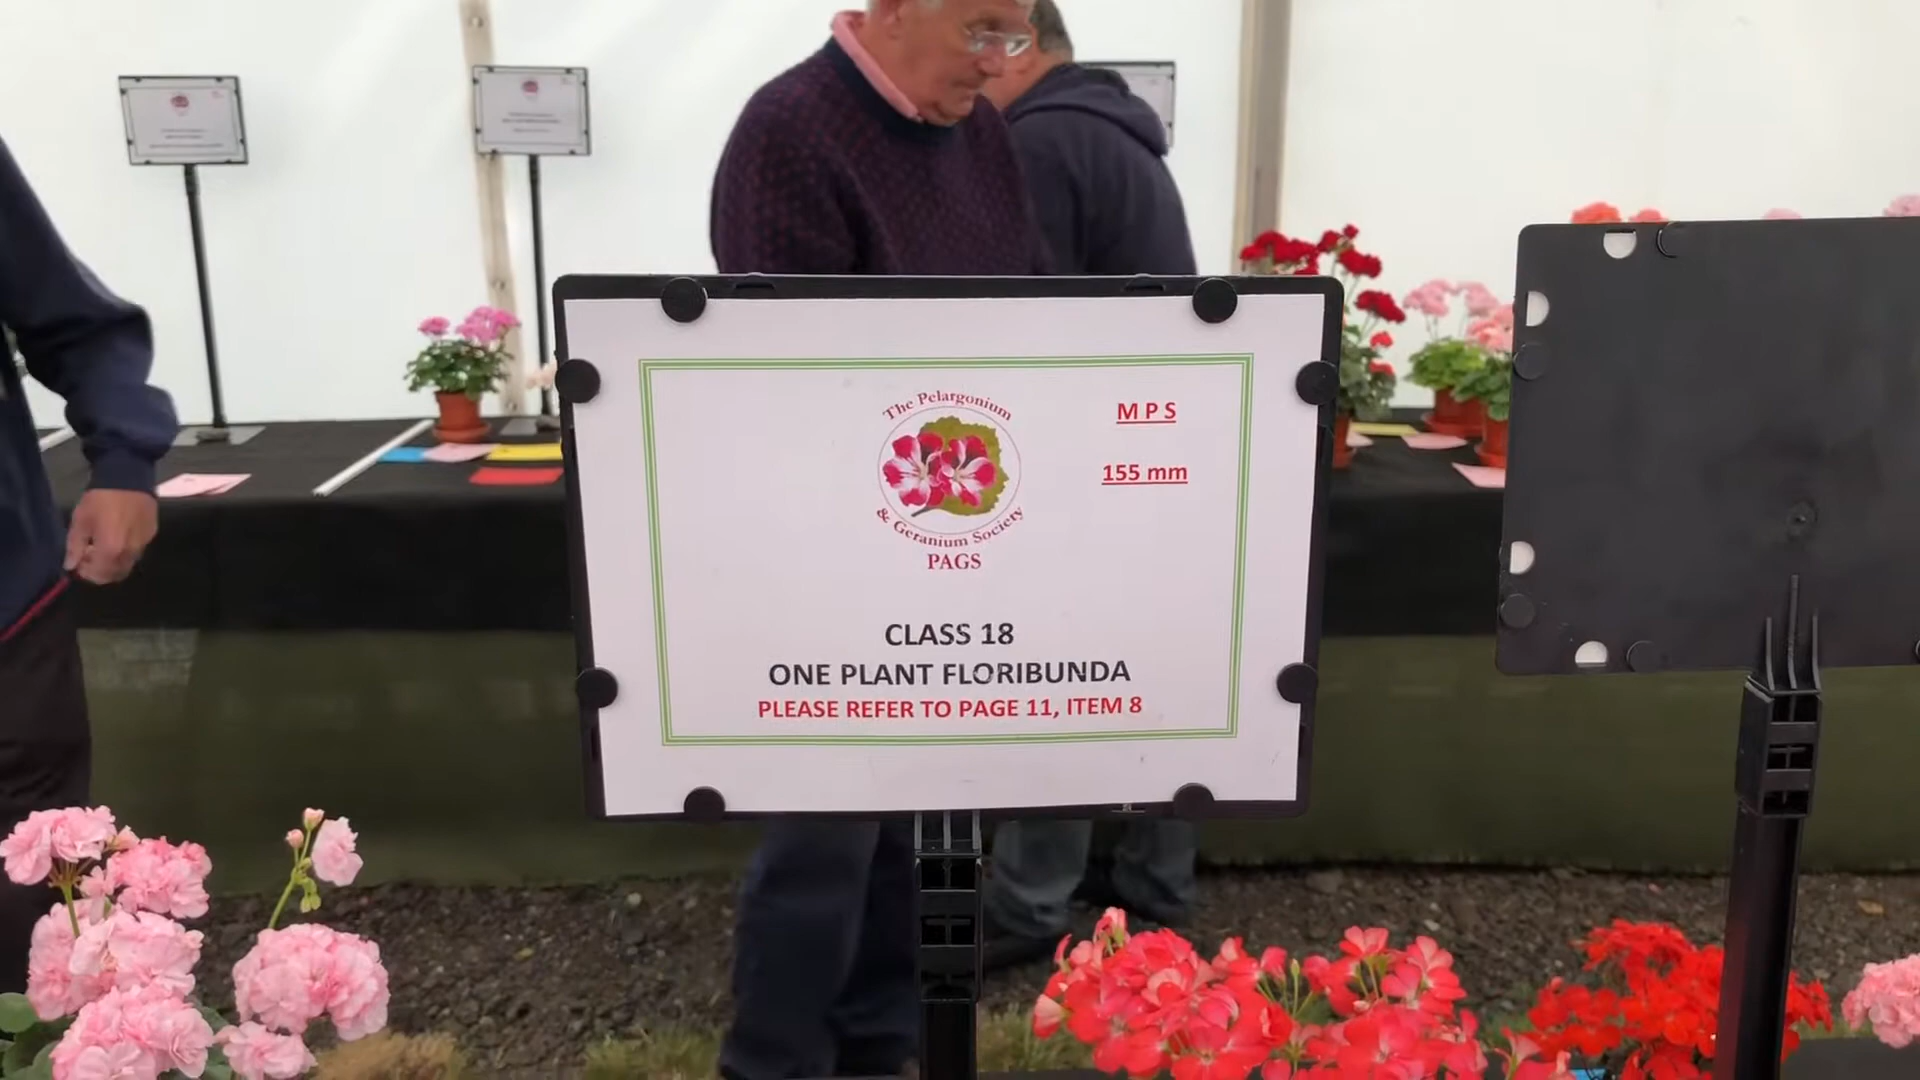 The Pelargonium
& Geranium Society
PAGS
M P S
155 mm
CLASS 18
ONE PLANT FLORIBUNDA
PLEASE REFER TO PAGE 11, ITEM 8